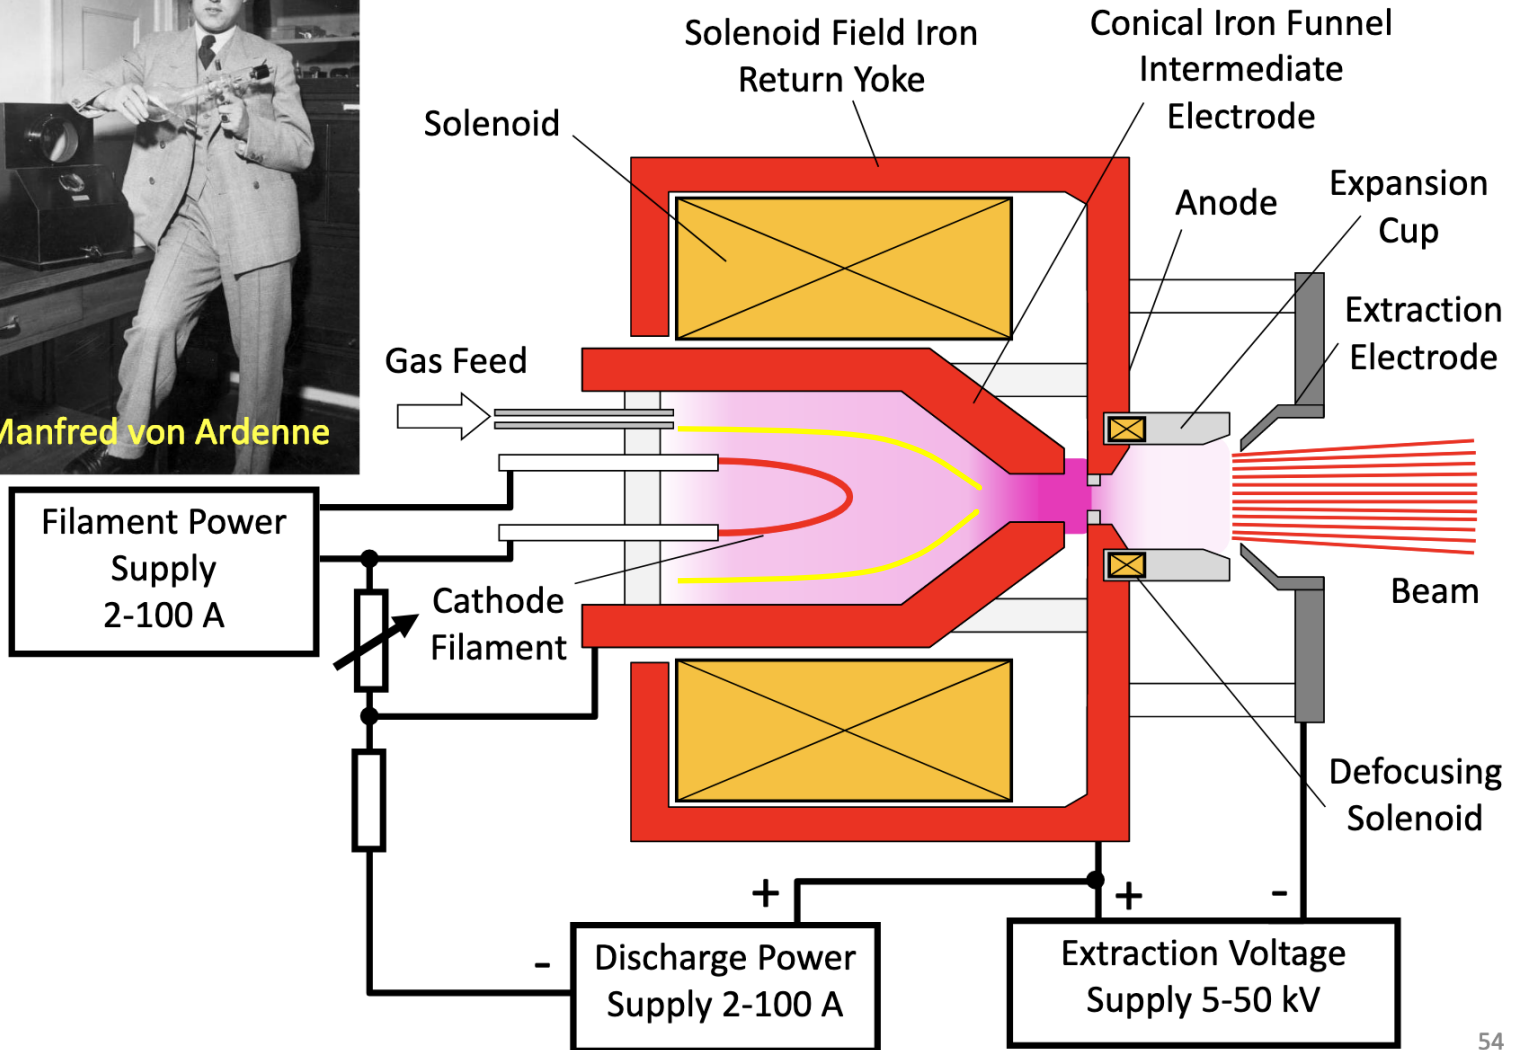 Solenoid Field Iron
Return Yoke
Conical Iron Funnel
Intermediate
Electrode
Solenoid
Anode
Expansion
Cup
Extraction
Electrode
Gas Feed
Manfred von Ardenne
Filament Power
Supply
2-100 A
Cathode
Filament
Beam
Defocusing
Solenoid
+
+
-
-
Discharge Power
Supply 2-100 A
Extraction Voltage
Supply 5-50 kV
54